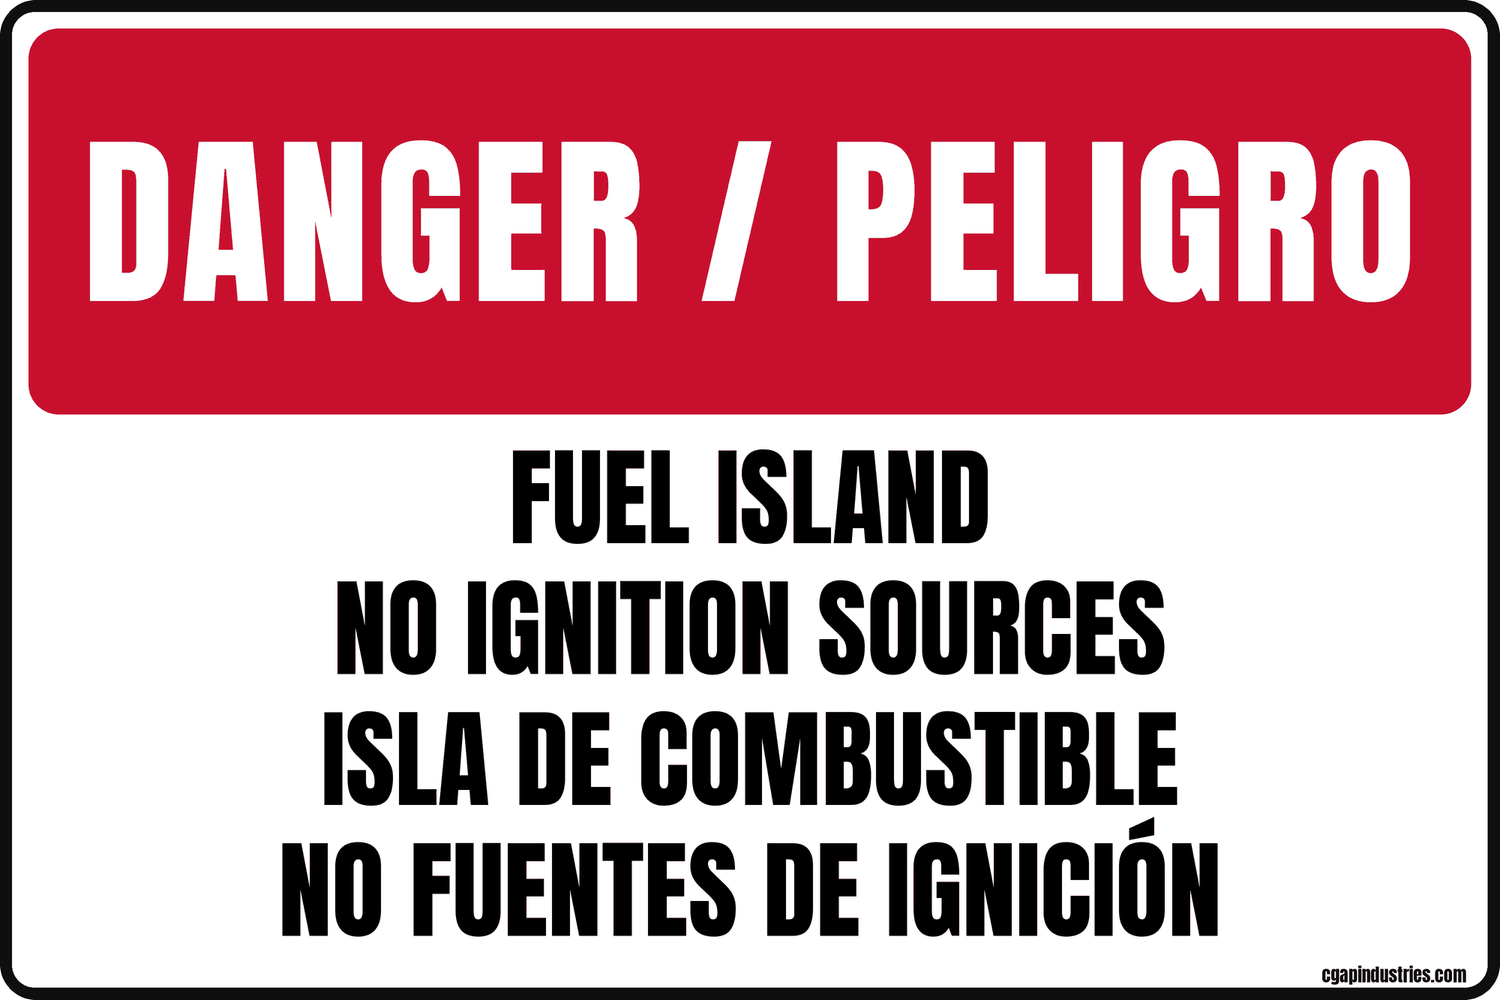 DANGER / PELIGRO
FUEL ISLAND
NO IGNITION SOURCES
ISLA DE COMBUSTIBLE
NO FUENTES DE IGNICIÓN
cgapindustries.com